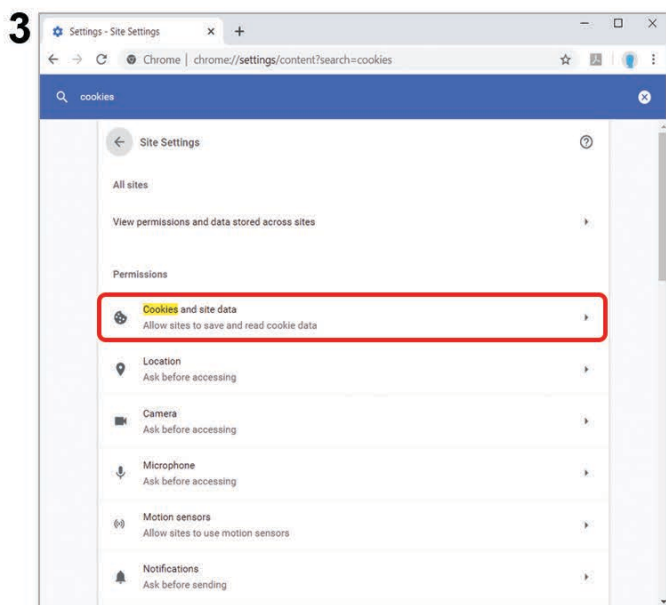 3
Settings - Site Settings
Chrome | chrome://settings/content?search=cookies
cookies
Site Settings
All sites
View permissions and data stored across sites
Permissions
Cookies and site data
Allow sites to save and read cookie data
Location
Ask before accessing
Camera
Ask before accessing
Microphone
Ask before accessing
Motion sensors
Allow sites to use motion sensors
Notifications
Ask before sending